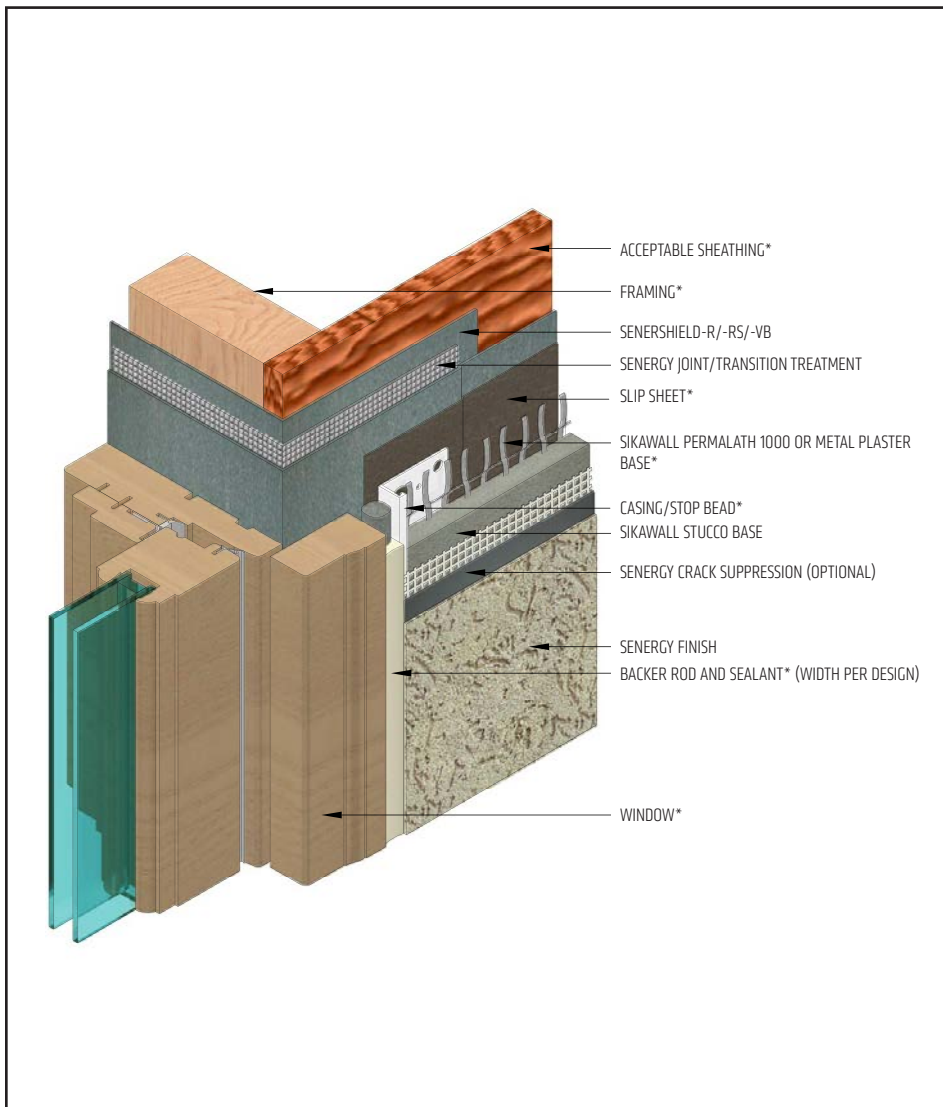 ACCEPTABLE SHEATHING*
FRAMING*
SENERSHIELD-R/-RS/-VB
SENERGY JOINT/TRANSITION TREATMENT
SLIP SHEET*
SIKAWALL PERMALATH 1000 OR METAL PLASTER
BASE*
CASING/STOP BEAD*
SIKAWALL STUCCO BASE
SENERGY CRACK SUPPRESSION (OPTIONAL)
SENERGY FINISH
BACKER ROD AND SEALANT* (WIDTH PER DESIGN)
WINDOW*